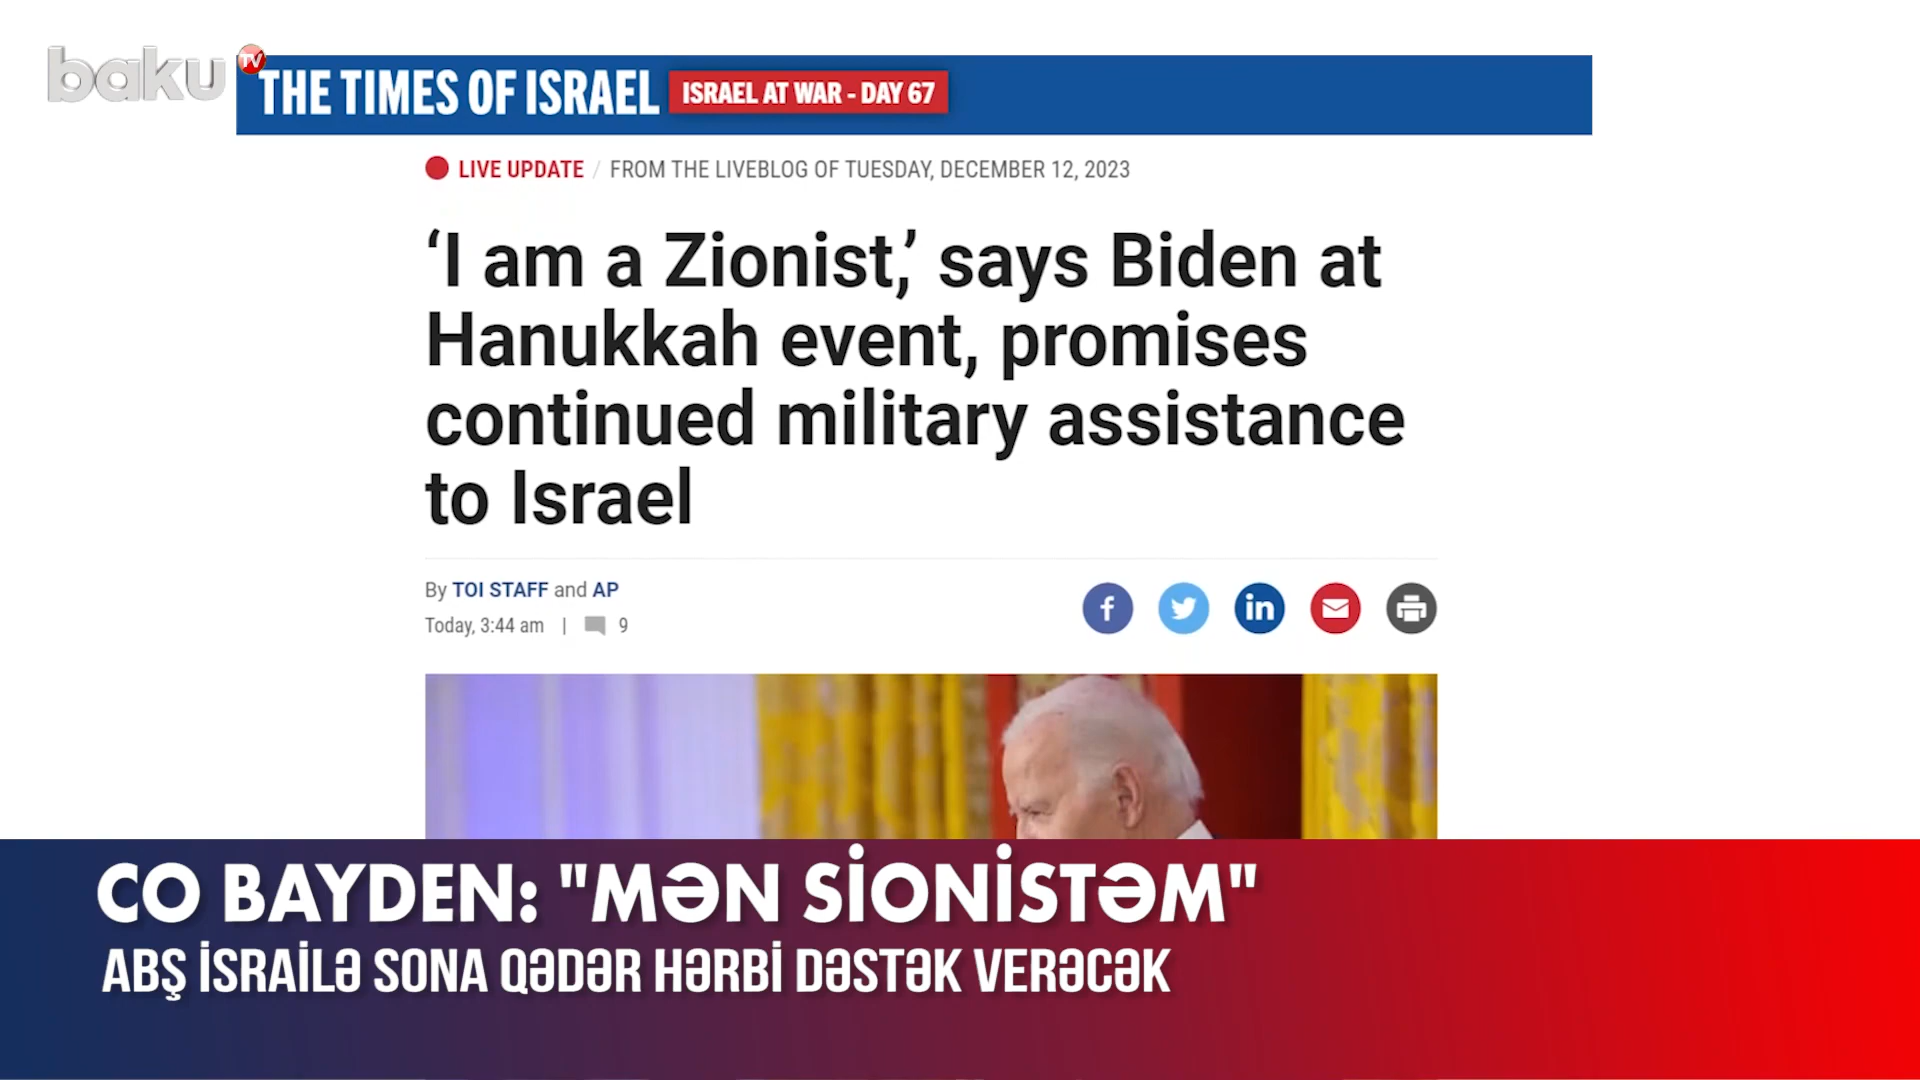 baku TV
THE TIMES OF ISRAEL ISRAEL AT WAR - DAY 67
LIVE UPDATE / FROM THE LIVEBLOG OF TUESDAY, DECEMBER 12, 2023
‘I am a Zionist,’ says Biden at
Hanukkah event, promises
continued military assistance
to Israel
By TOI STAFF and AP
Today, 3:44 am | 9
f in
CO BAYDEN: "MƏN SİONİSTƏM"
ABŞ İSRAİLƏ SONA QƏDƏR HƏRBİ DƏSTƏK VERƏCƏK